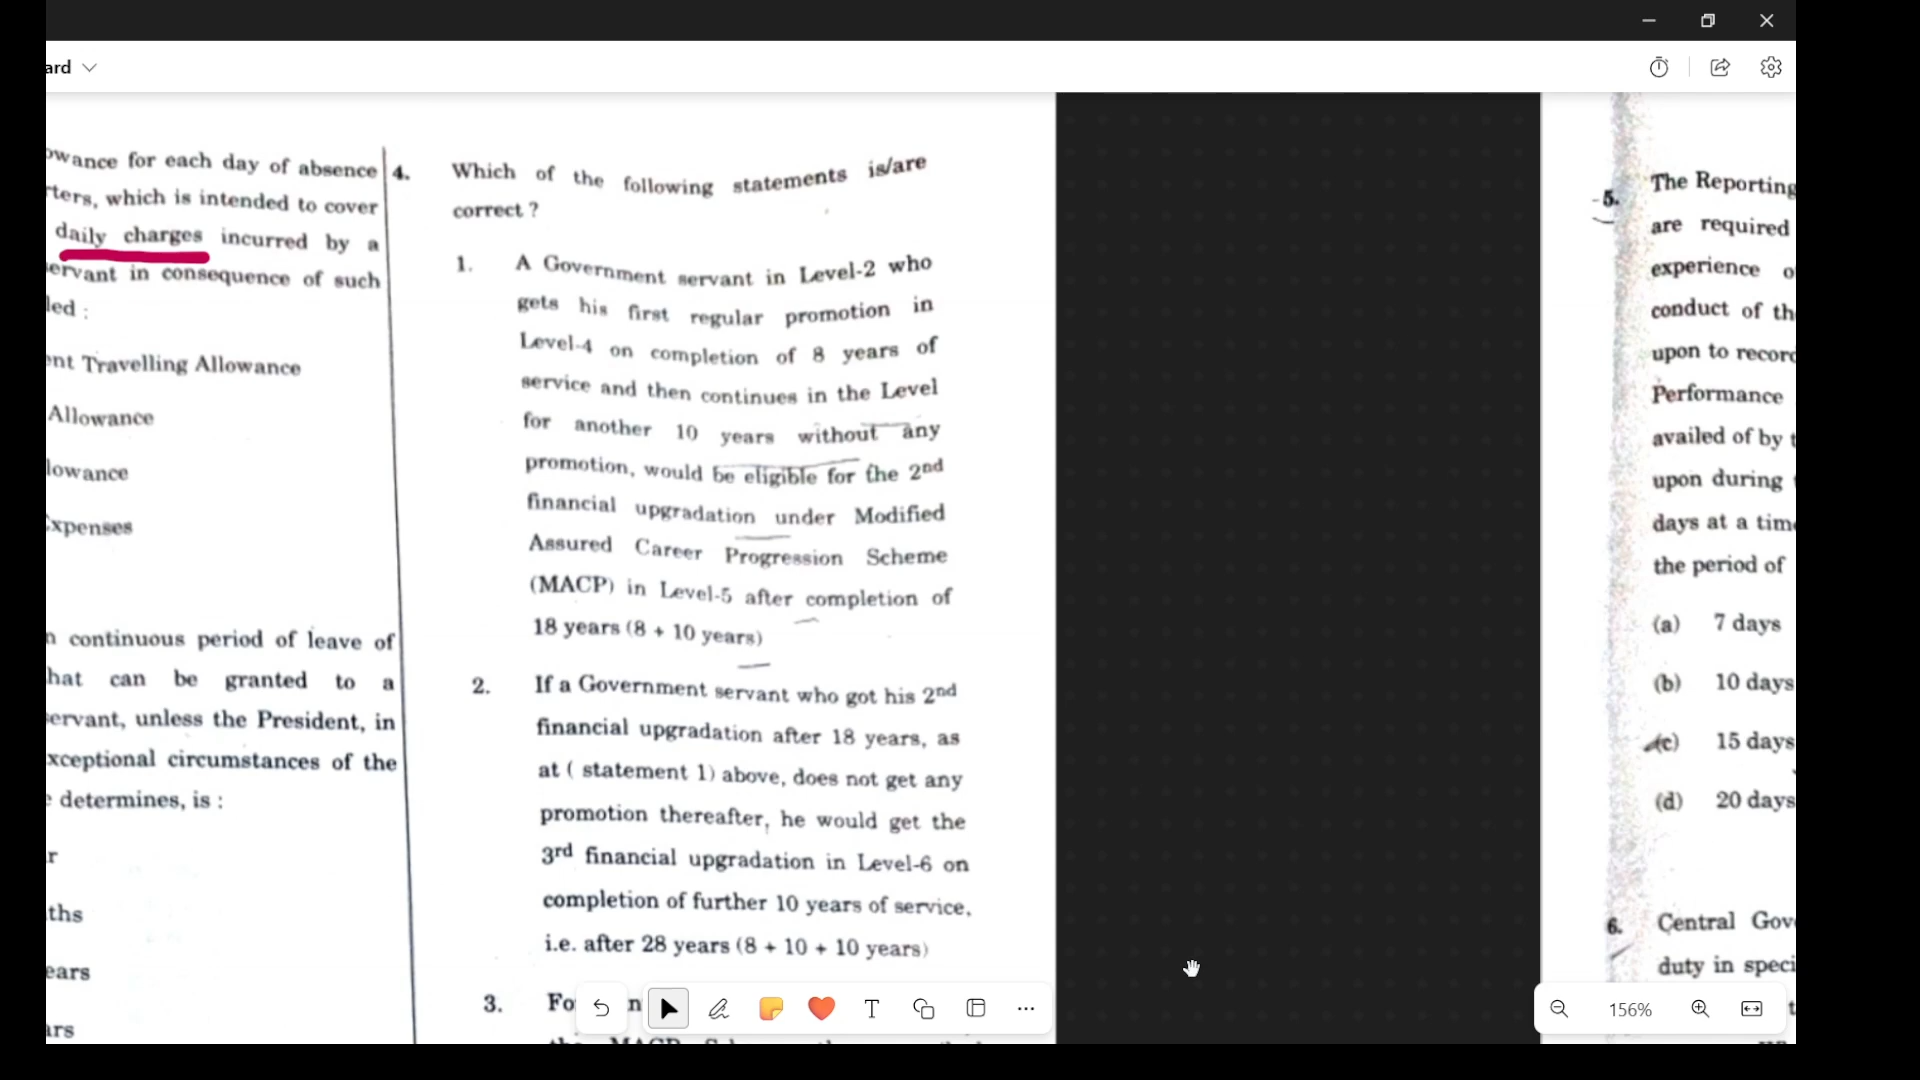 ard
owance for each day of absence
rters, which is intended to cover
daily charges incurred by a
ervant in consequence of such
led :
ent Travelling Allowance
Allowance
lowance
Expenses
n continuous period of leave of
hat can be granted to a
ervant, unless the President, in
xceptional circumstances of the
e determines, is :
r
ths
ears
ars
4. Which of the following statements is/are
correct ?
1. A Government servant in Level-2 who
gets his first regular promotion in
Level-4 on completion of 8 years of
service and then continues in the Level
for another 10 years without any
promotion, would be eligible for the 2nd
financial upgradation under Modified
Assured Career Progression Scheme
(MACP) in Level-5 after completion of
18 years (8 + 10 years)
2. If a Government servant who got his 2nd
financial upgradation after 18 years, as
at ( statement 1) above, does not get any
promotion thereafter, he would get the
3rd financial upgradation in Level-6 on
completion of further 10 years of service,
i.e. after 28 years (8 + 10 + 10 years)
3. Fo
5. The Reporting
are required
experience o
conduct of th
upon to record
Performance
availed of by t
upon during
days at a time
the period of
(a) 7 days
(b) 10 days
(c) 15 days
(d) 20 days
6. Central Gov
duty in speci
T
156%